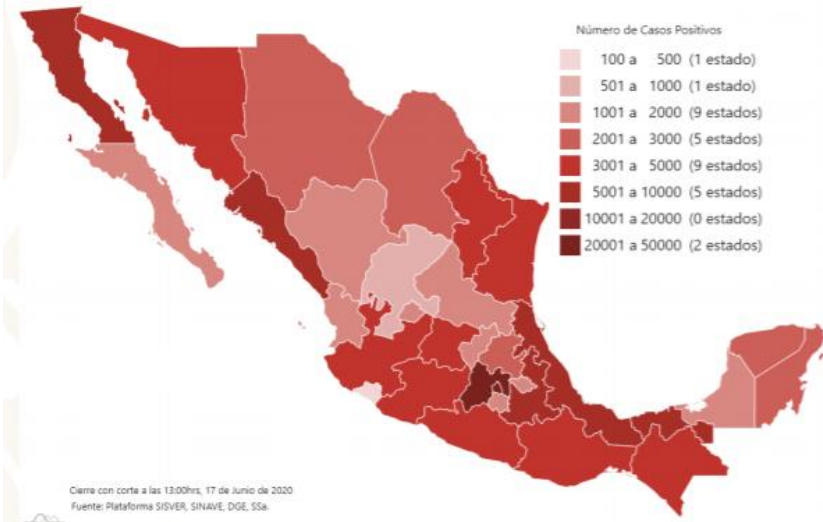 Número de Casos Positivos
100 a 500 (1 estado)
501 a 1000 (1 estado)
1001 a 2000 (9 estados)
2001 a 3000 (5 estados)
3001 a 5000 (9 estados)
5001 a 10000 (5 estados)
10001 a 20000 (0 estados)
20001 a 50000 (2 estados)
Cierre con corte a las 13:00hrs, 17 de Junio de 2020
Fuente: Plataforma SISVER, SINAVE, DGE, SSa.